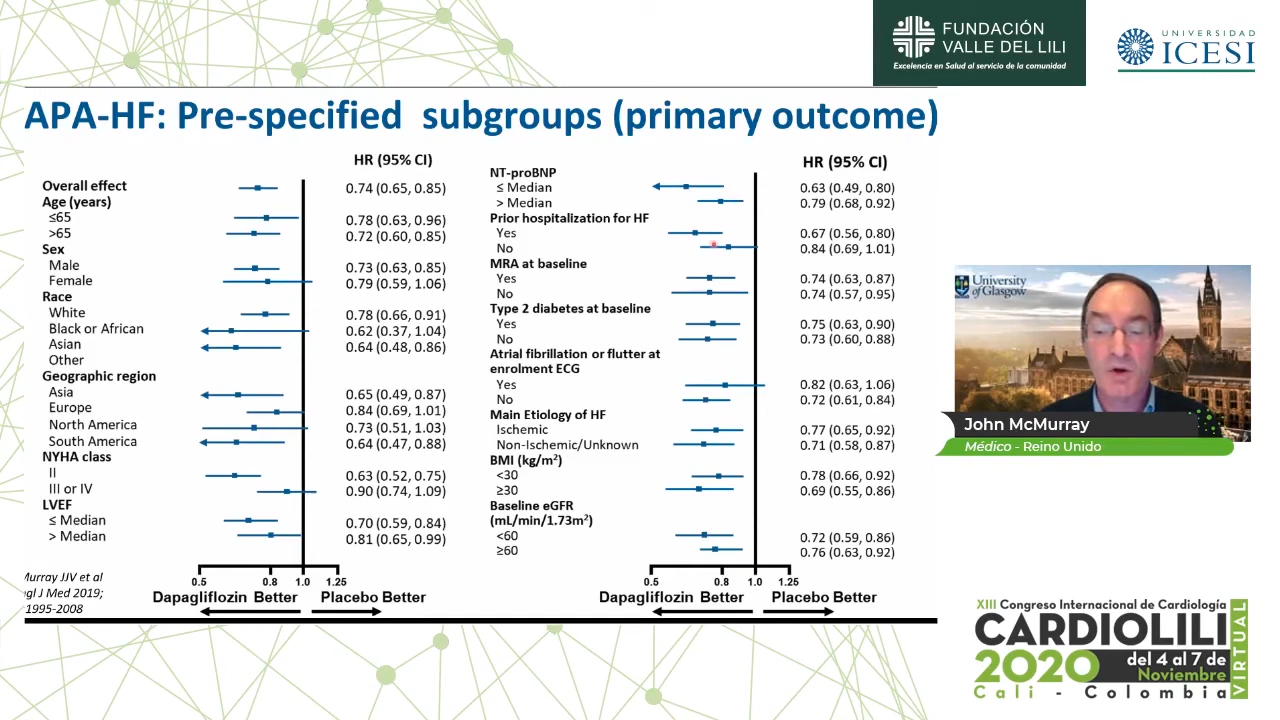 FUNDACIÓN
VALLE DEL LILI
Excelencia en Salud al servicio de la comunidad
UNIVERSIDAD
ICESI
APA-HF: Pre-specified subgroups (primary outcome)
HR (95% CI)
Overall effect 0.74 (0.65, 0.85)
Age (years)
≤65 0.78 (0.63, 0.96)
>65 0.72 (0.60, 0.85)
Sex
Male 0.73 (0.63, 0.85)
Female 0.79 (0.59, 1.06)
Race
White 0.78 (0.66, 0.91)
Black or African 0.62 (0.37, 1.04)
Asian 0.64 (0.48, 0.86)
Other
Geographic region
Asia 0.65 (0.49, 0.87)
Europe 0.84 (0.69, 1.01)
North America 0.73 (0.51, 1.03)
South America 0.64 (0.47, 0.88)
NYHA class
II 0.63 (0.52, 0.75)
III or IV 0.90 (0.74, 1.09)
LVEF
≤ Median 0.70 (0.59, 0.84)
> Median 0.81 (0.65, 0.99)
0.5 0.8 1.0 1.25
Dapagliflozin Better Placebo Better
Murray JJV et al
gl J Med 2019;
1995-2008
HR (95% CI)
NT-proBNP
≤ Median 0.63 (0.49, 0.80)
> Median 0.79 (0.68, 0.92)
Prior hospitalization for HF
Yes 0.67 (0.56, 0.80)
No 0.84 (0.69, 1.01)
MRA at baseline
Yes 0.74 (0.63, 0.87)
No 0.74 (0.57, 0.95)
Type 2 diabetes at baseline
Yes 0.75 (0.63, 0.90)
No 0.73 (0.60, 0.88)
Atrial fibrillation or flutter at
enrolment ECG
Yes 0.82 (0.63, 1.06)
No 0.72 (0.61, 0.84)
Main Etiology of HF
Ischemic 0.77 (0.65, 0.92)
Non-Ischemic/Unknown 0.71 (0.58, 0.87)
BMI (kg/m²)
<30 0.78 (0.66, 0.92)
≥30 0.69 (0.55, 0.86)
Baseline eGFR
(mL/min/1.73m²)
<60 0.72 (0.59, 0.86)
≥60 0.76 (0.63, 0.92)
0.5 0.8 1.0 1.25
Dapagliflozin Better Placebo Better
University
of Glasgow
John McMurray
Médico - Reino Unido
XIII Congreso Internacional de Cardiología
CARDIOLILI
2020 del 4 al 7 de
Noviembre
Cali - Colombia
VIRTUAL